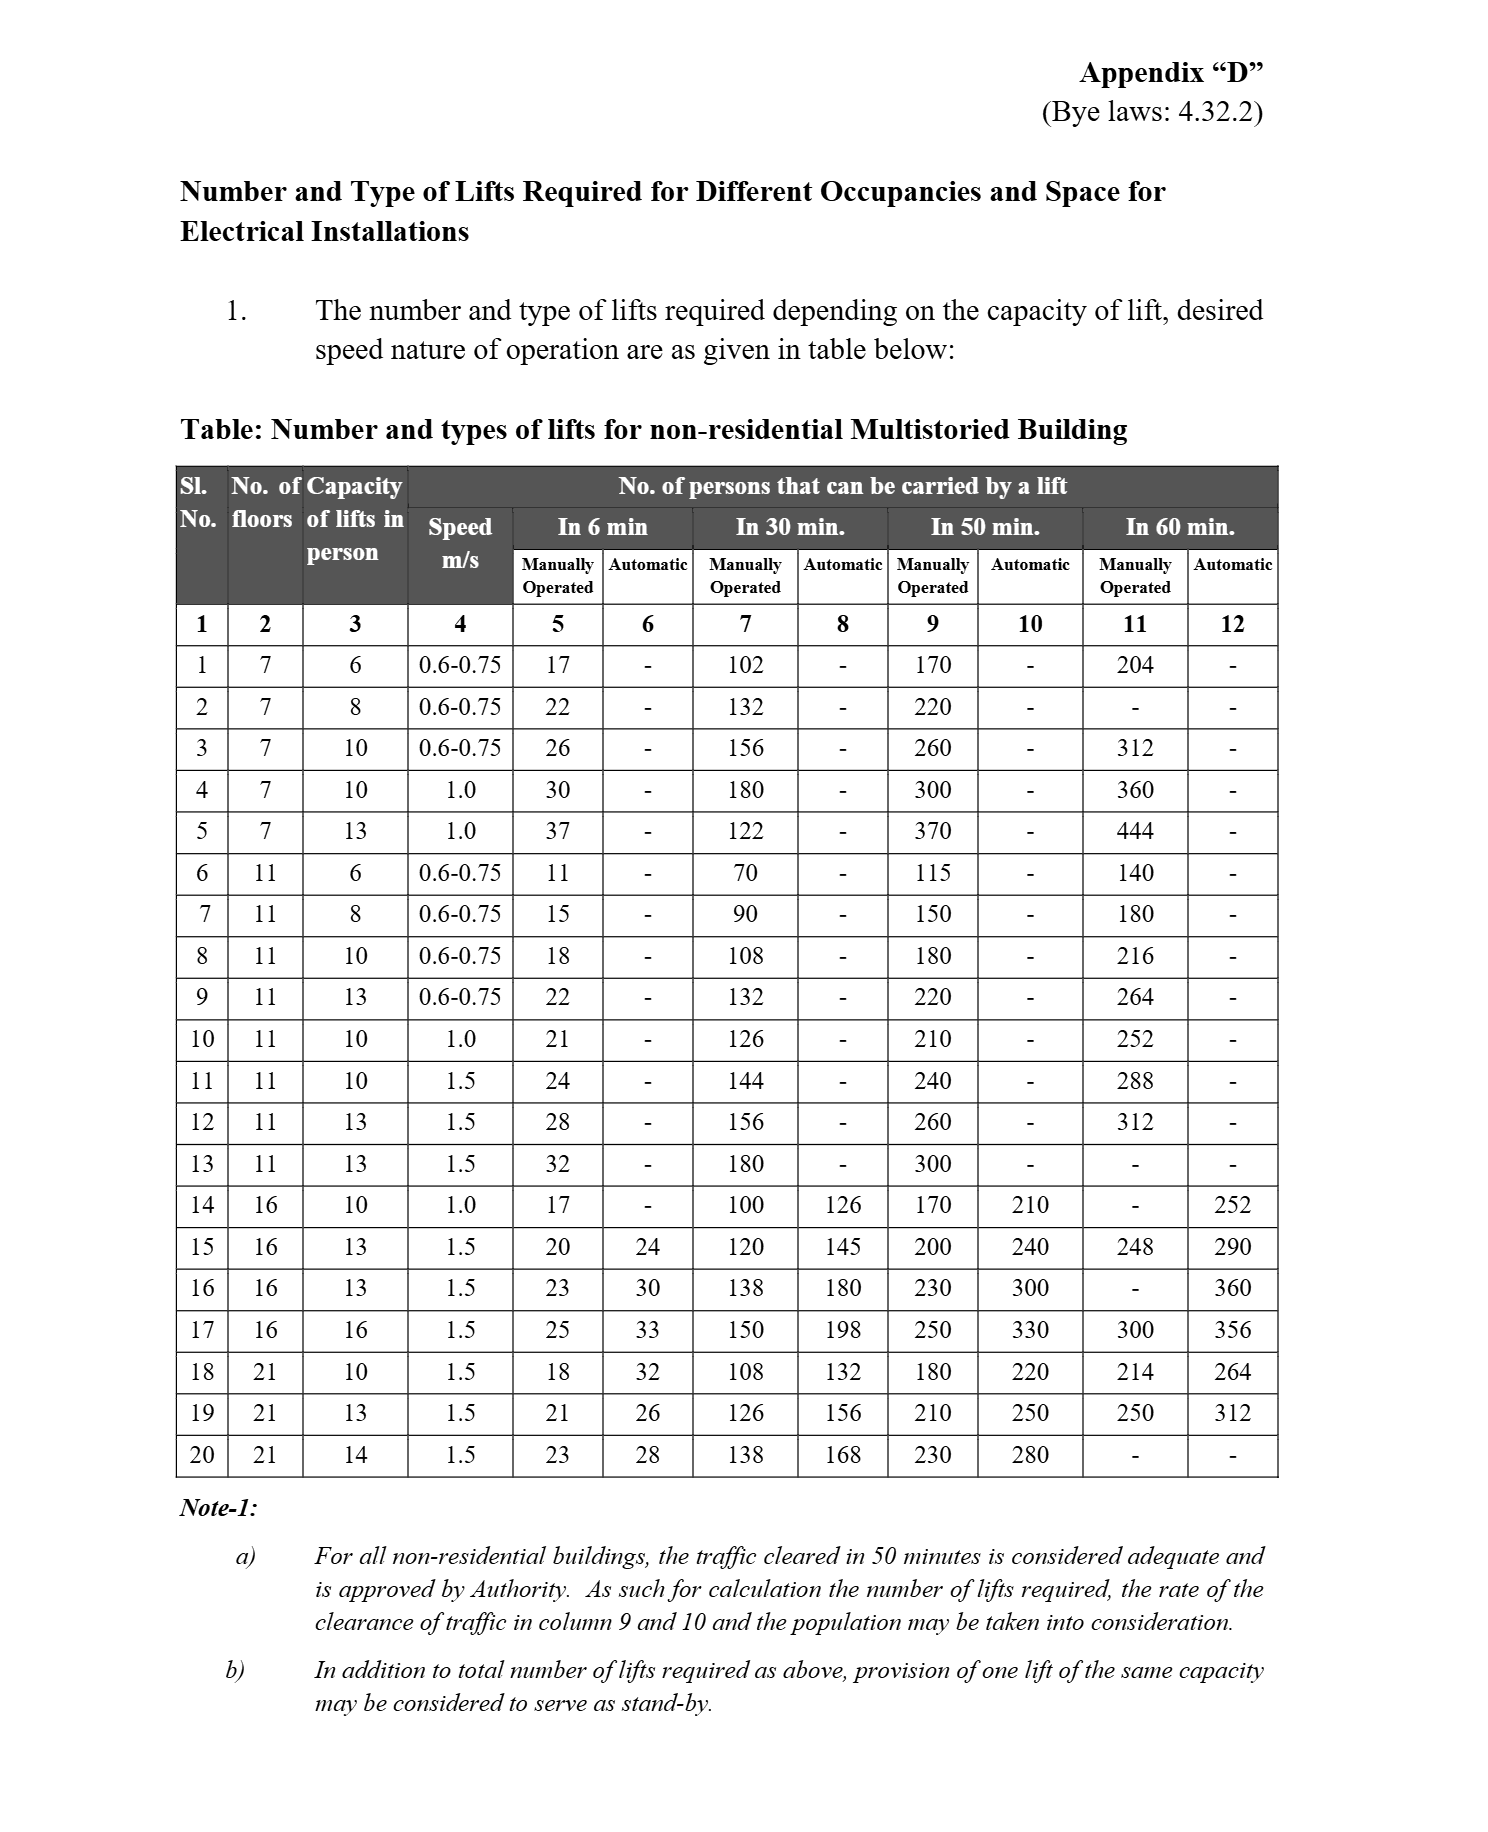 Appendix “D”
(Bye laws: 4.32.2)
Number and Type of Lifts Required for Different Occupancies and Space for
Electrical Installations
1. The number and type of lifts required depending on the capacity of lift, desired
speed nature of operation are as given in table below:
Table: Number and types of lifts for non-residential Multistoried Building
Sl. No. of Capacity No. of persons that can be carried by a lift
No. floors of lifts in Speed In 6 min In 30 min. In 50 min. In 60 min.
person m/s
Manually Automatic Manually Automatic Manually Automatic Manually Automatic
Operated Operated Operated Operated
1 2 3 4 5 6 7 8 9 10 11 12
1 7 6 0.6-0.75 17 - 102 - 170 - 204 -
2 7 8 0.6-0.75 22 - 132 - 220 - - -
3 7 10 0.6-0.75 26 - 156 - 260 - 312 -
4 7 10 1.0 30 - 180 - 300 - 360 -
5 7 13 1.0 37 - 122 - 370 - 444 -
6 11 6 0.6-0.75 11 - 70 - 115 - 140 -
7 11 8 0.6-0.75 15 - 90 - 150 - 180 -
8 11 10 0.6-0.75 18 - 108 - 180 - 216 -
9 11 13 0.6-0.75 22 - 132 - 220 - 264 -
10 11 10 1.0 21 - 126 - 210 - 252 -
11 11 10 1.5 24 - 144 - 240 - 288 -
12 11 13 1.5 28 - 156 - 260 - 312 -
13 11 13 1.5 32 - 180 - 300 - - -
14 16 10 1.0 17 - 100 126 170 210 - 252
15 16 13 1.5 20 24 120 145 200 240 248 290
16 16 13 1.5 23 30 138 180 230 300 - 360
17 16 16 1.5 25 33 150 198 250 330 300 356
18 21 10 1.5 18 32 108 132 180 220 214 264
19 21 13 1.5 21 26 126 156 210 250 250 312
20 21 14 1.5 23 28 138 168 230 280 - -
Note-1:
a) For all non-residential buildings, the traffic cleared in 50 minutes is considered adequate and
is approved by Authority. As such for calculation the number of lifts required, the rate of the
clearance of traffic in column 9 and 10 and the population may be taken into consideration.
b) In addition to total number of lifts required as above, provision of one lift of the same capacity
may be considered to serve as stand-by.